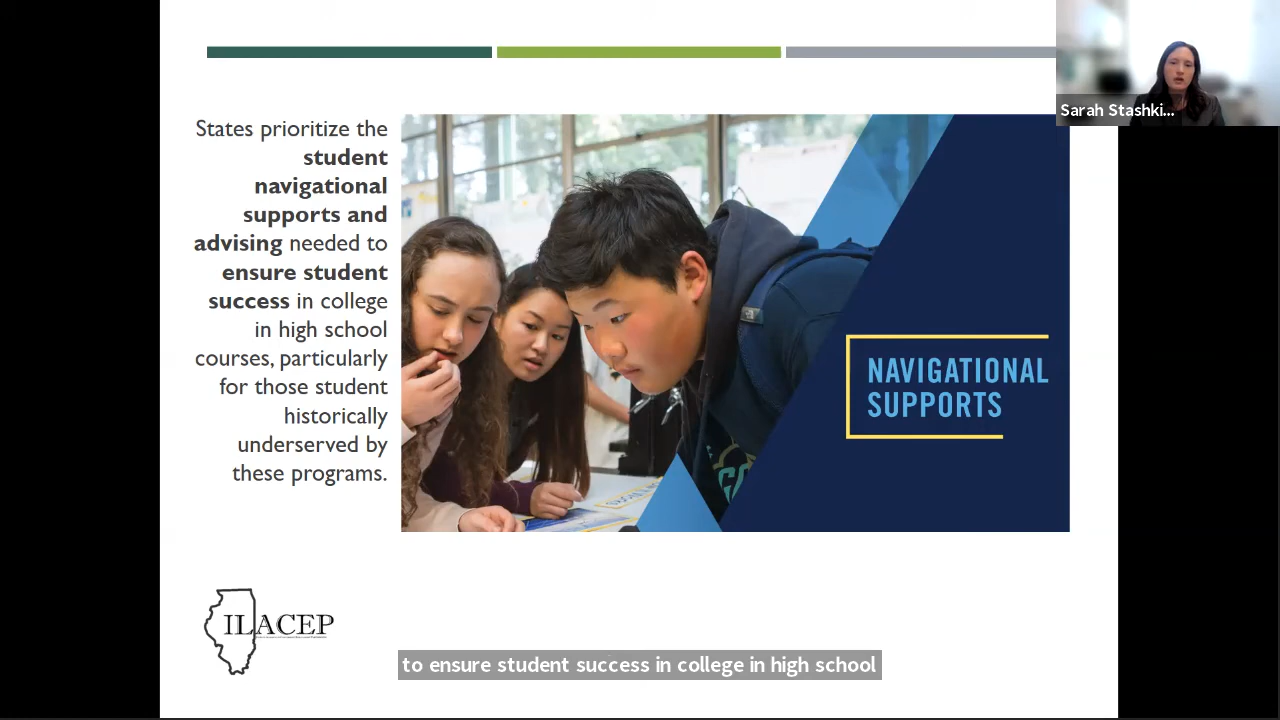 Sarah Stashki...
States prioritize the
student
navigational
supports and
advising needed to
ensure student
success in college
in high school
courses, particularly
for those student
historically
underserved by
these programs.
NAVIGATIONAL
SUPPORTS
ILACEP
to ensure student success in college in high school